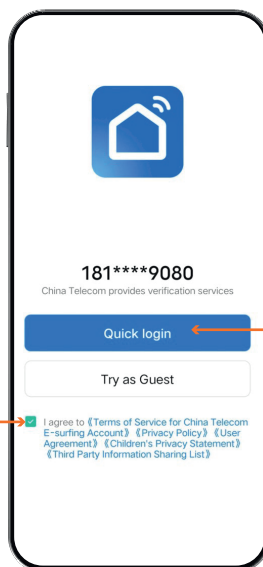 181****9080
China Telecom provides verification services
Quick login
Try as Guest
I agree to 《Terms of Service for China Telecom
E-surfing Account》 《Privacy Policy》 《User
Agreement》 《Children's Privacy Statement》
《Third Party Information Sharing List》